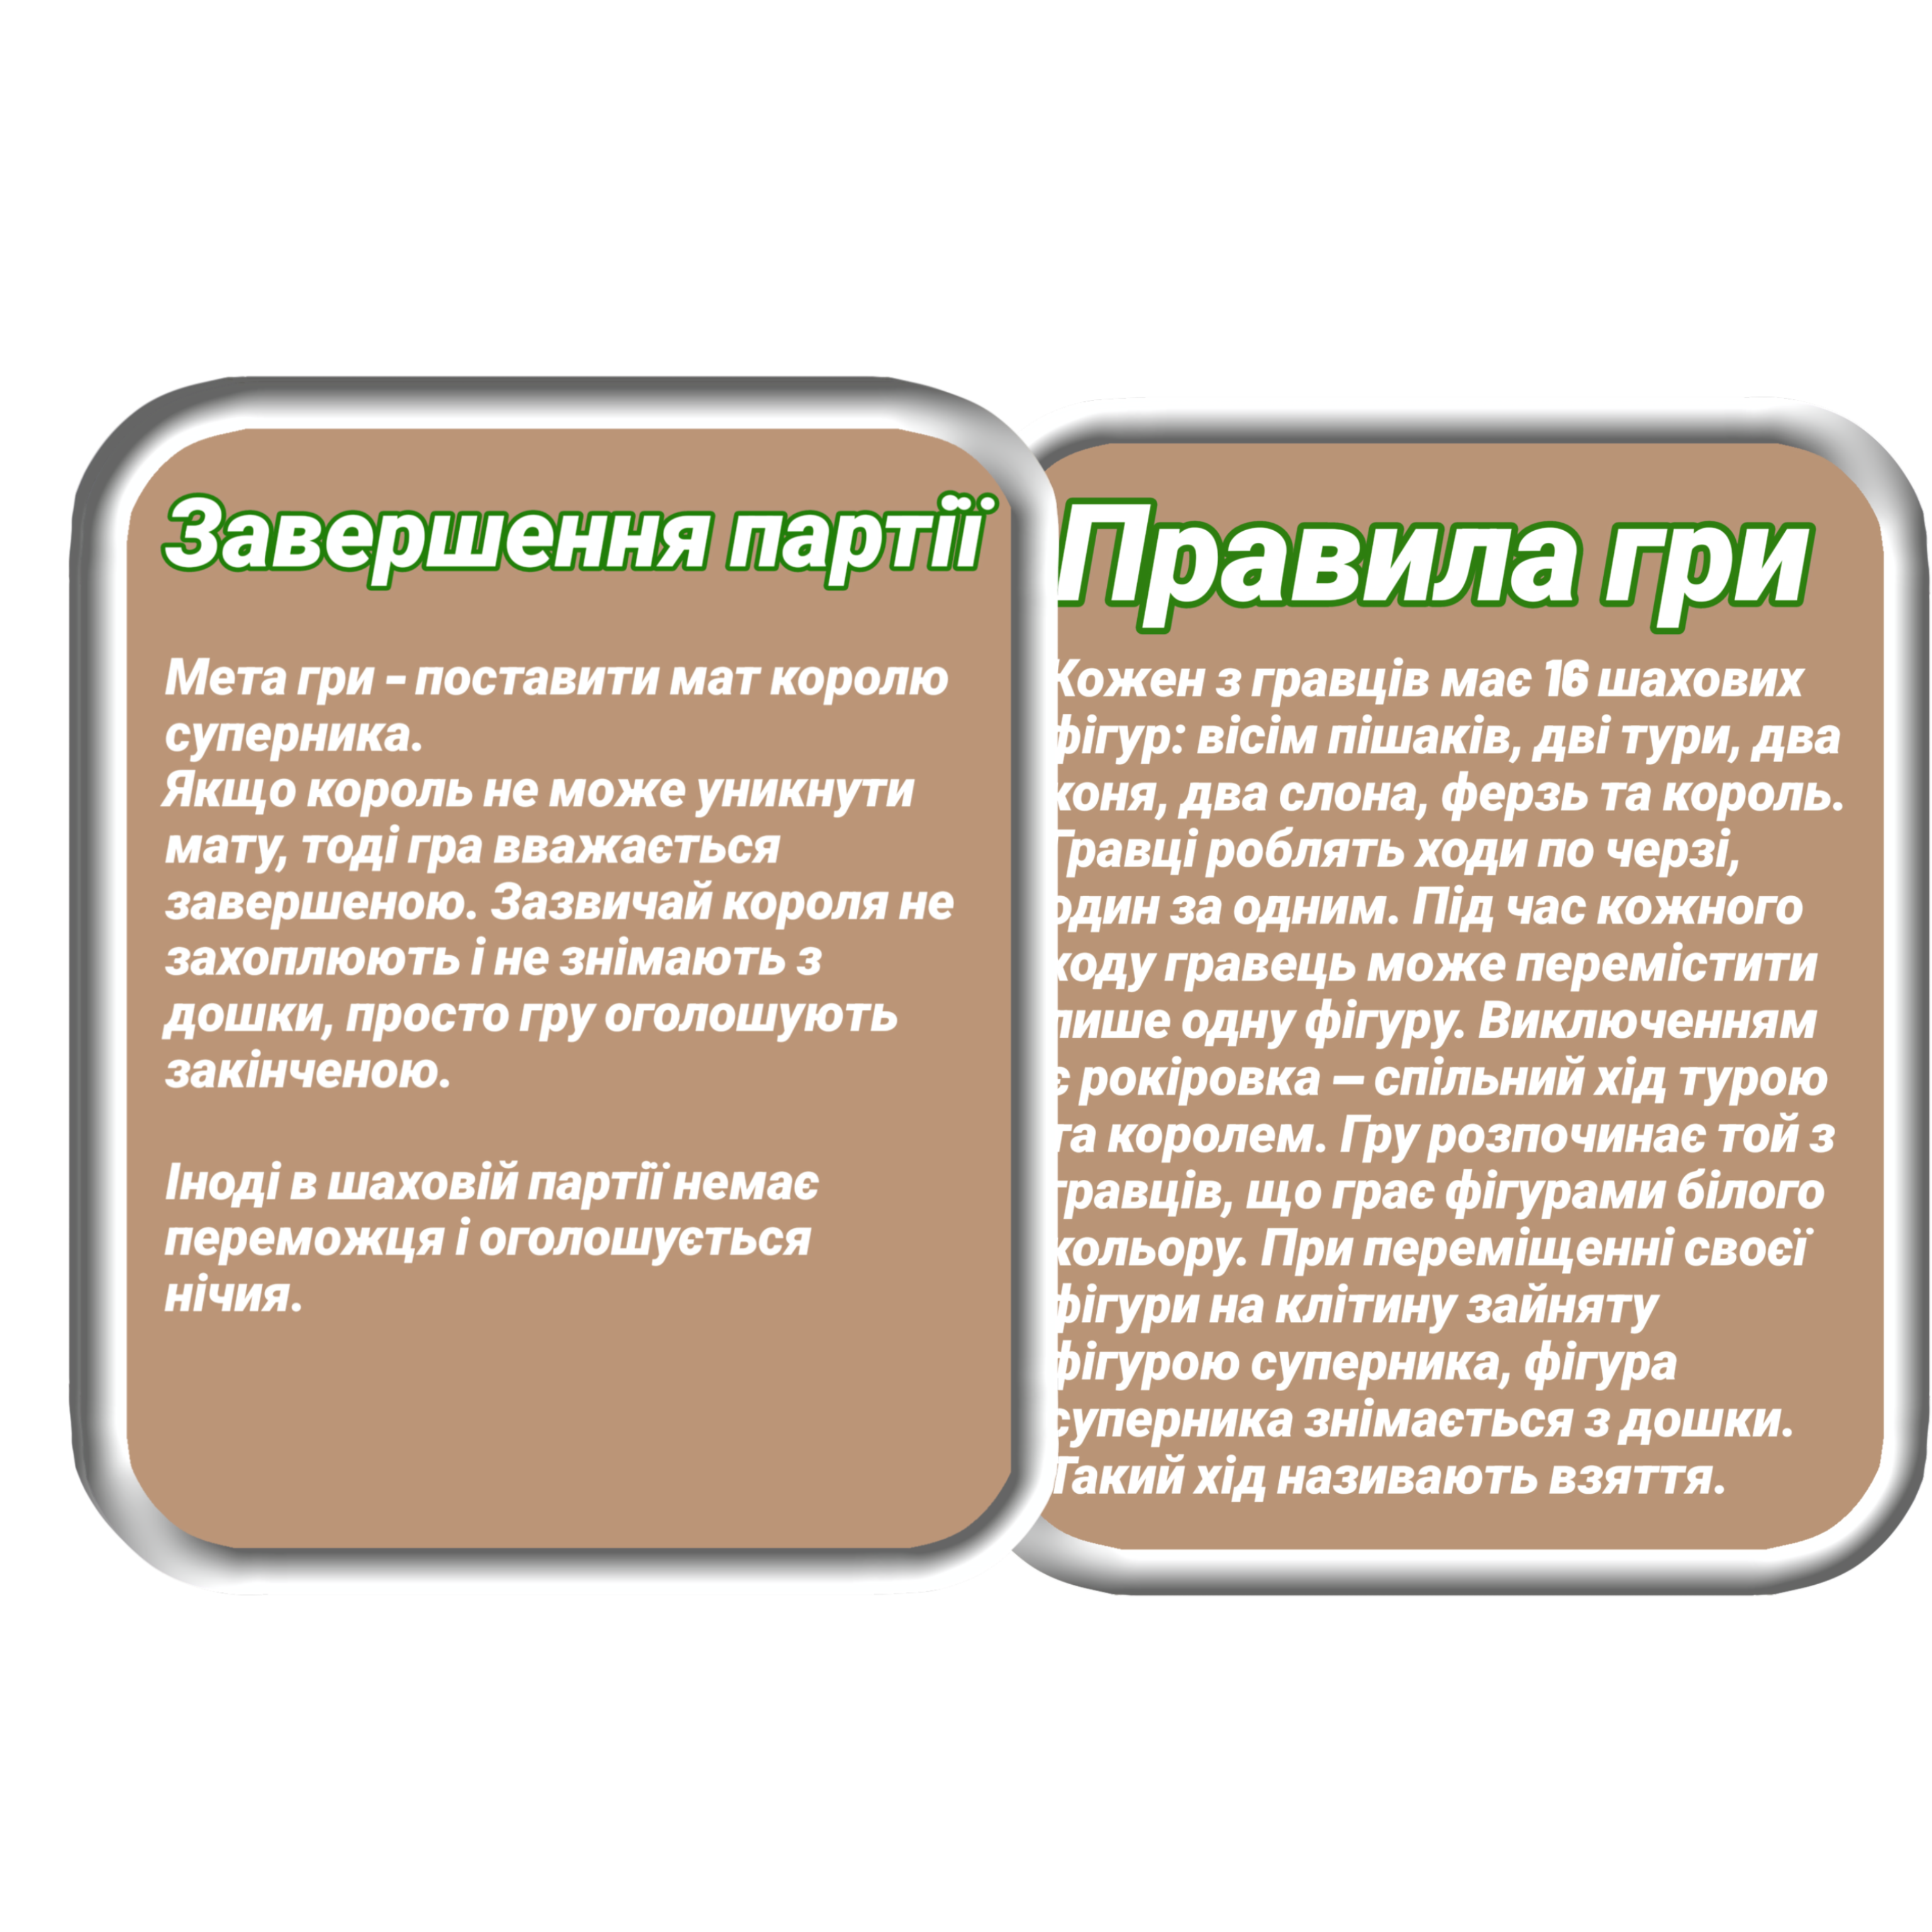 Завершення партії
Мета гри - поставити мат королю
суперника.
Якщо король не може уникнути
мату, тоді гра вважається
завершеною. Зазвичай короля не
захоплюють і не знімають з
дошки, просто гру оголошують
закінченою.
Іноді в шаховій партії немає
переможця і оголошується
нічия.
Правила гри
Кожен з гравців має 16 шахових
фігур: вісім пішаків, дві тури, два
коня, два слона, ферзь та король.
Гравці роблять ходи по черзі,
один за одним. Під час кожного
ходу гравець може перемістити
лише одну фігуру. Виключенням
є рокіровка — спільний хід турою
та королем. Гру розпочинає той з
гравців, що грає фігурами білого
кольору. При переміщенні своєї
фігури на клітину зайняту
фігурою суперника, фігура
суперника знімається з дошки.
Такий хід називають взяття.